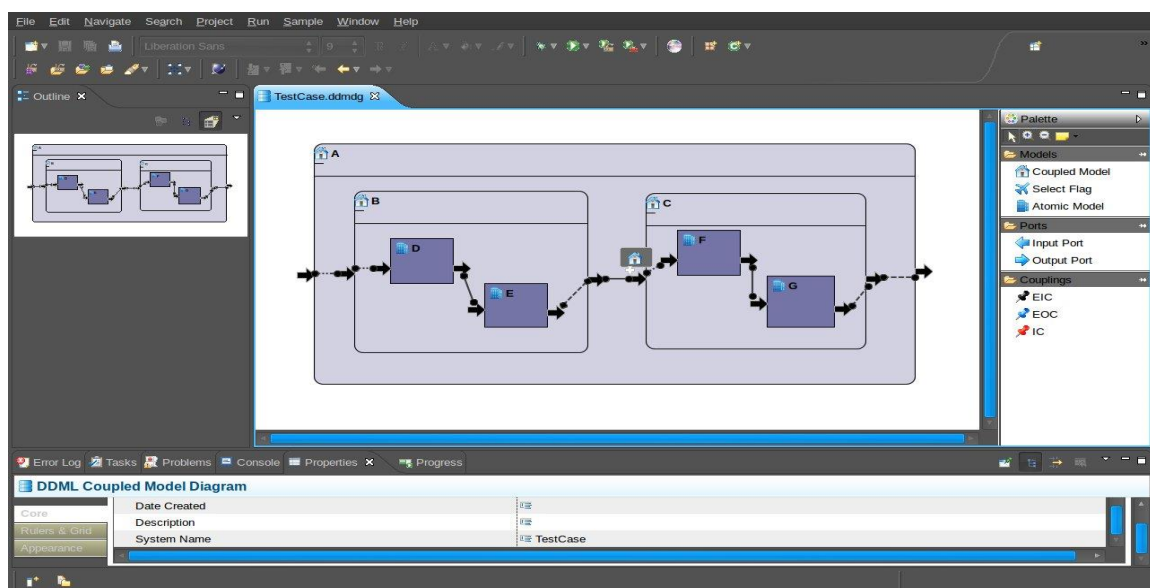 File Edit Navigate Search Project Run Sample Window Help
Liberation Sans 9
Outline
TestCase.ddmdg
A
B
C
D
E
F
G
Palette
Models
Coupled Model
Select Flag
Atomic Model
Ports
Input Port
Output Port
Couplings
EIC
EOC
IC
Error Log Tasks Problems Console Properties Progress
DDML Coupled Model Diagram
Core
Rulers & Grid
Appearance
Date Created
Description
System Name TestCase